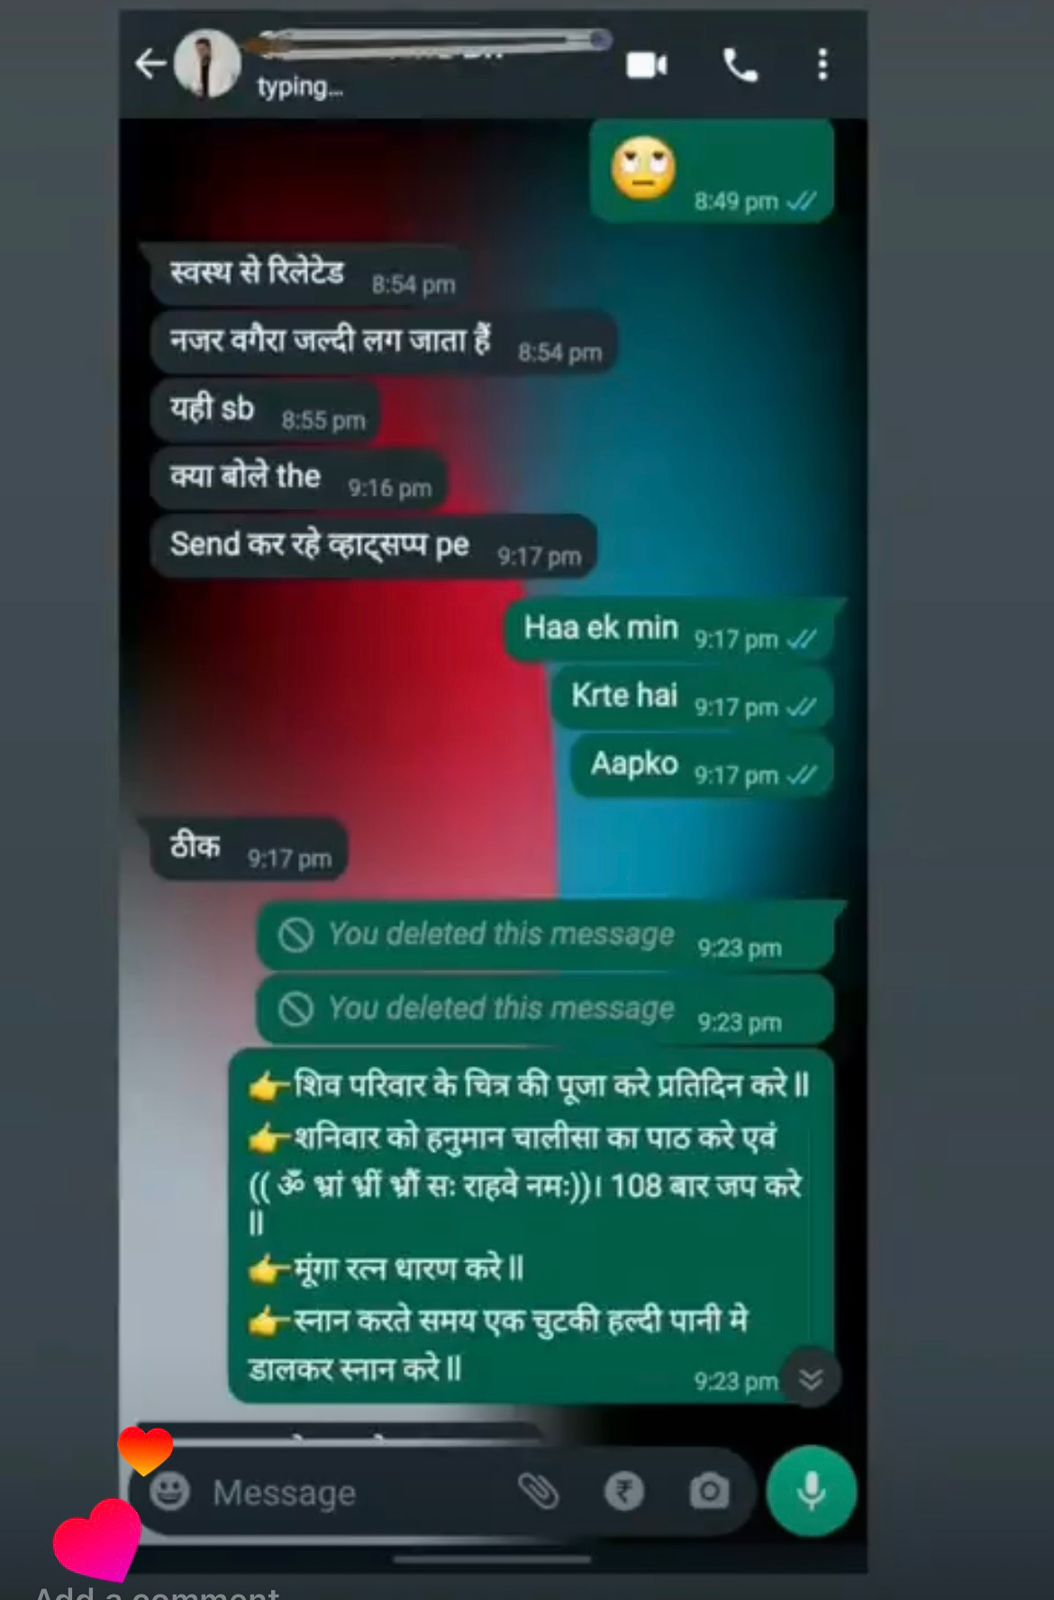 typing...
8:49 pm
स्वस्थ से रिलेटेड 8:54 pm
नजर वगैरा जल्दी लग जाता हैं 8:54 pm
यही sb 8:55 pm
क्या बोले the 9:16 pm
Send कर रहे व्हाट्सप्प pe 9:17 pm
Haa ek min 9:17 pm
Krte hai 9:17 pm
Aapko 9:17 pm
ठीक 9:17 pm
You deleted this message 9:23 pm
You deleted this message 9:23 pm
👉शिव परिवार के चित्र की पूजा करे प्रतिदिन करे ll
👉शनिवार को हनुमान चालीसा का पाठ करे एवं
(( ॐ भ्रां भ्रीं भ्रौं सः राहवे नमः))। 108 बार जप करे
ll
👉मूंगा रत्न धारण करे ll
👉स्नान करते समय एक चुटकी हल्दी पानी मे
डालकर स्नान करे ll
9:23 pm
Message
Add a comment